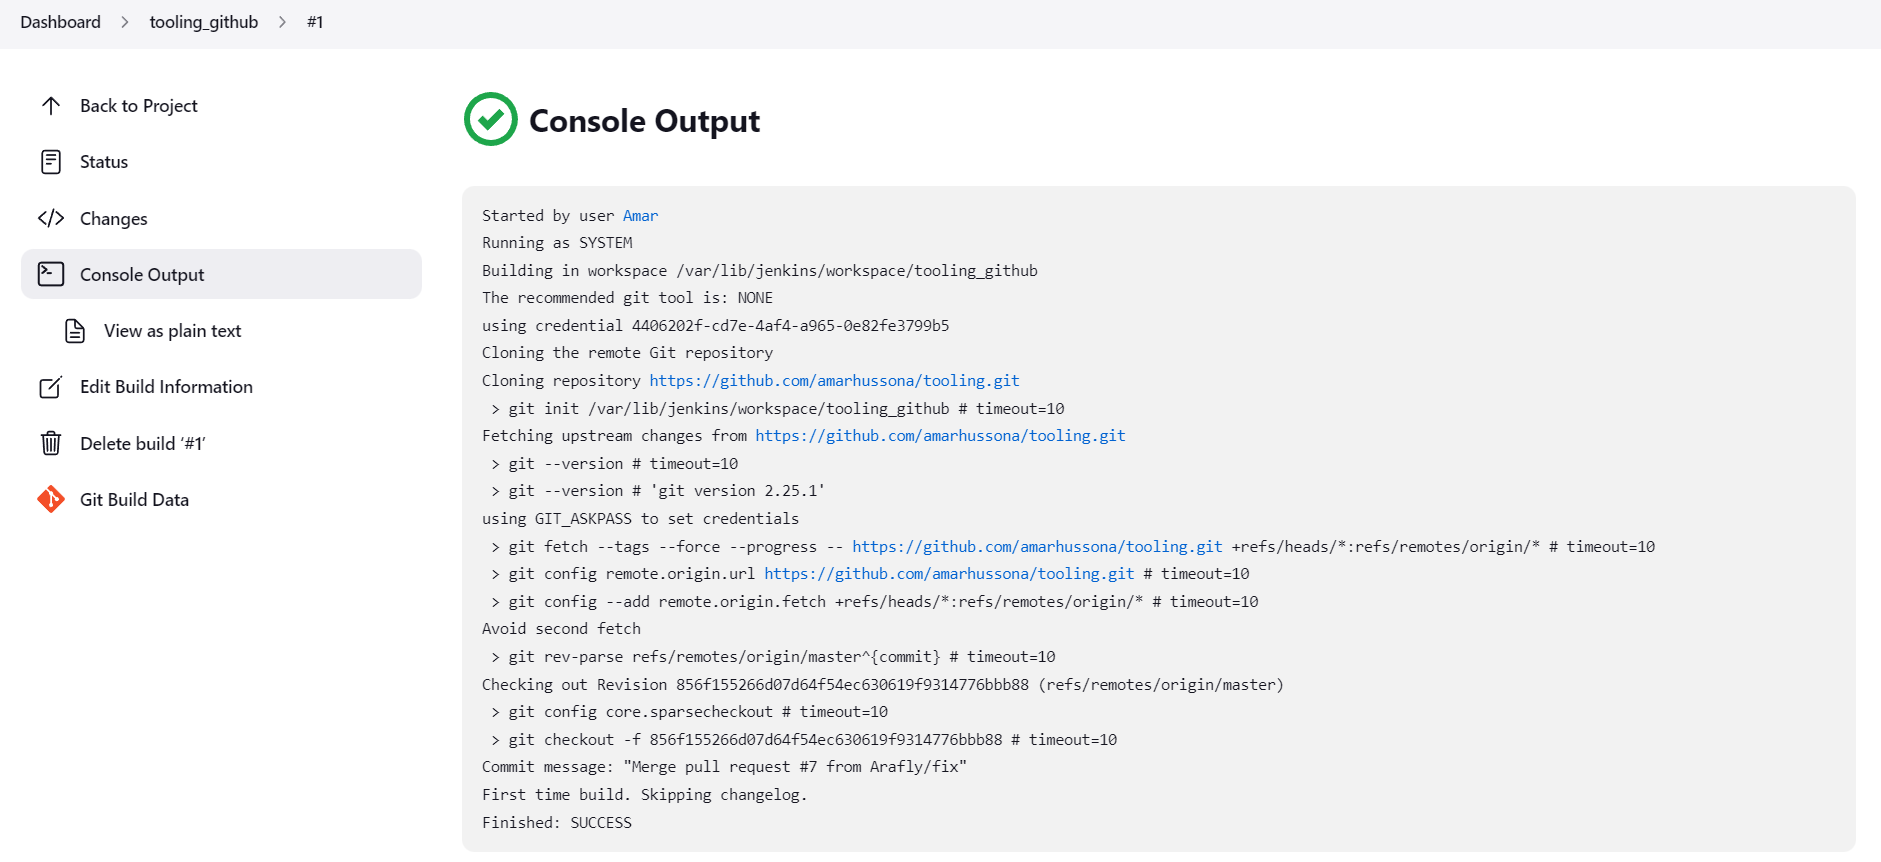 Dashboard > tooling_github > #1
Back to Project
Status
Changes
Console Output
View as plain text
Edit Build Information
Delete build ‘#1’
Git Build Data
Console Output
Started by user Amar
Running as SYSTEM
Building in workspace /var/lib/jenkins/workspace/tooling_github
The recommended git tool is: NONE
using credential 4406202f-cd7e-4af4-a965-0e82fe3799b5
Cloning the remote Git repository
Cloning repository https://github.com/amarhussona/tooling.git
 > git init /var/lib/jenkins/workspace/tooling_github # timeout=10
Fetching upstream changes from https://github.com/amarhussona/tooling.git
 > git --version # timeout=10
 > git --version # 'git version 2.25.1'
using GIT_ASKPASS to set credentials
 > git fetch --tags --force --progress -- https://github.com/amarhussona/tooling.git +refs/heads/*:refs/remotes/origin/* # timeout=10
 > git config remote.origin.url https://github.com/amarhussona/tooling.git # timeout=10
 > git config --add remote.origin.fetch +refs/heads/*:refs/remotes/origin/* # timeout=10
Avoid second fetch
 > git rev-parse refs/remotes/origin/master^{commit} # timeout=10
Checking out Revision 856f155266d07d64f54ec630619f9314776bbb88 (refs/remotes/origin/master)
 > git config core.sparsecheckout # timeout=10
 > git checkout -f 856f155266d07d64f54ec630619f9314776bbb88 # timeout=10
Commit message: "Merge pull request #7 from Arafly/fix"
First time build. Skipping changelog.
Finished: SUCCESS